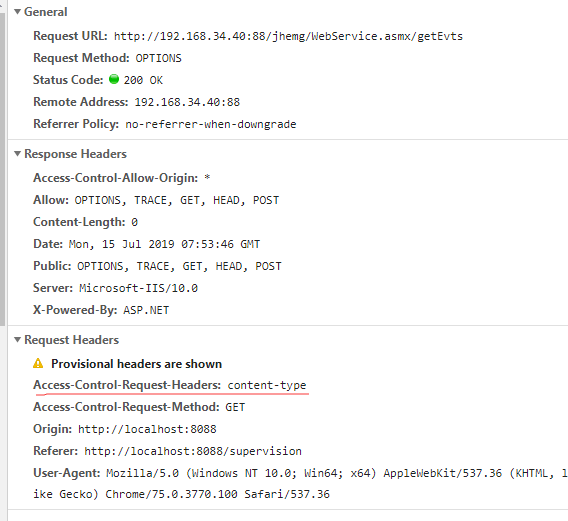 General
Request URL: http://192.168.34.40:88/jhemg/WebService.asmx/getEvts
Request Method: OPTIONS
Status Code: 200 OK
Remote Address: 192.168.34.40:88
Referrer Policy: no-referrer-when-downgrade
Response Headers
Access-Control-Allow-Origin: *
Allow: OPTIONS, TRACE, GET, HEAD, POST
Content-Length: 0
Date: Mon, 15 Jul 2019 07:53:46 GMT
Public: OPTIONS, TRACE, GET, HEAD, POST
Server: Microsoft-IIS/10.0
X-Powered-By: ASP.NET
Request Headers
Provisional headers are shown
Access-Control-Request-Headers: content-type
Access-Control-Request-Method: GET
Origin: http://localhost:8088
Referer: http://localhost:8088/supervision
User-Agent: Mozilla/5.0 (Windows NT 10.0; Win64; x64) AppleWebKit/537.36 (KHTML, l
ike Gecko) Chrome/75.0.3770.100 Safari/537.36